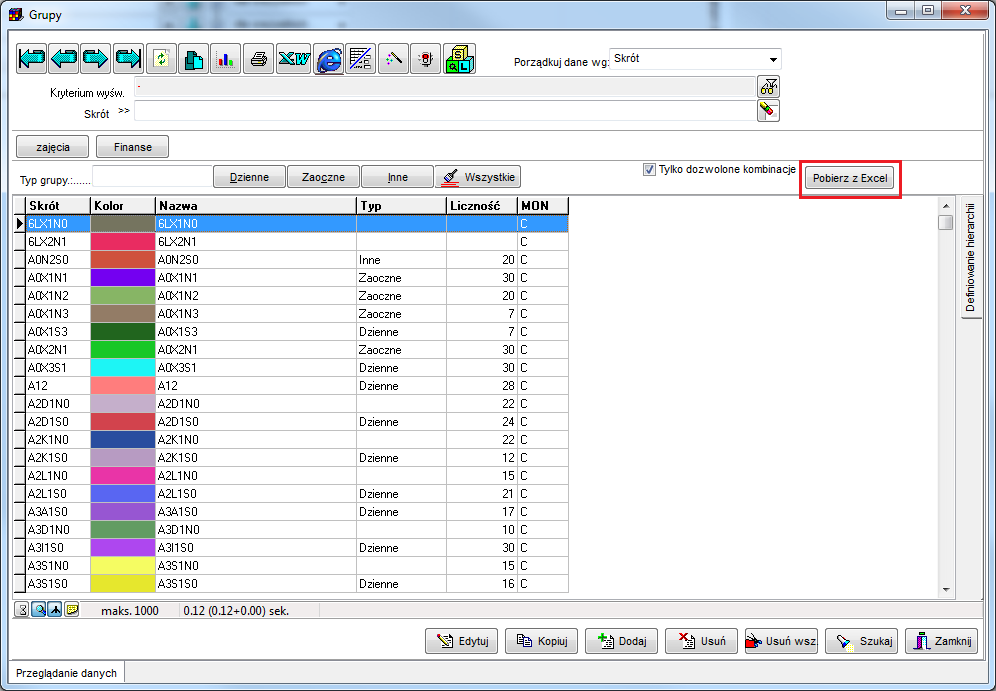 Grupy
Porządkuj dane wg: Skrót
Kryterium wyśw.
Skrót >>
zajęcia Finanse
Typ grupy.:...... Dzienne Zaoczne Inne Wszystkie Tylko dozwolone kombinacje Pobierz z Excel
Skrót Kolor Nazwa Typ Liczność MON
6LX1N0 6LX1N0 C
6LX2N1 6LX2N1 C
A0N2S0 A0N2S0 Inne 20 C
A0X1N1 A0X1N1 Zaoczne 30 C
A0X1N2 A0X1N2 Zaoczne 20 C
A0X1N3 A0X1N3 Zaoczne 7 C
A0X1S3 A0X1S3 Dzienne 7 C
A0X2N1 A0X2N1 Zaoczne 30 C
A0X3S1 A0X3S1 Dzienne 30 C
A12 A12 Dzienne 28 C
A2D1N0 A2D1N0 22 C
A2D1S0 A2D1S0 Dzienne 24 C
A2K1N0 A2K1N0 22 C
A2K1S0 A2K1S0 Dzienne 12 C
A2L1N0 A2L1N0 15 C
A2L1S0 A2L1S0 Dzienne 21 C
A3A1S0 A3A1S0 Dzienne 17 C
A3D1N0 A3D1N0 10 C
A3I1S0 A3I1S0 Dzienne 30 C
A3S1N0 A3S1N0 15 C
A3S1S0 A3S1S0 Dzienne 16 C
Definiowanie hierarchii
maks. 1000 0.12 (0.12+0.00) sek.
Edytuj Kopiuj Dodaj Usuń Usuń wsz. Szukaj Zamknij
Przeglądanie danych